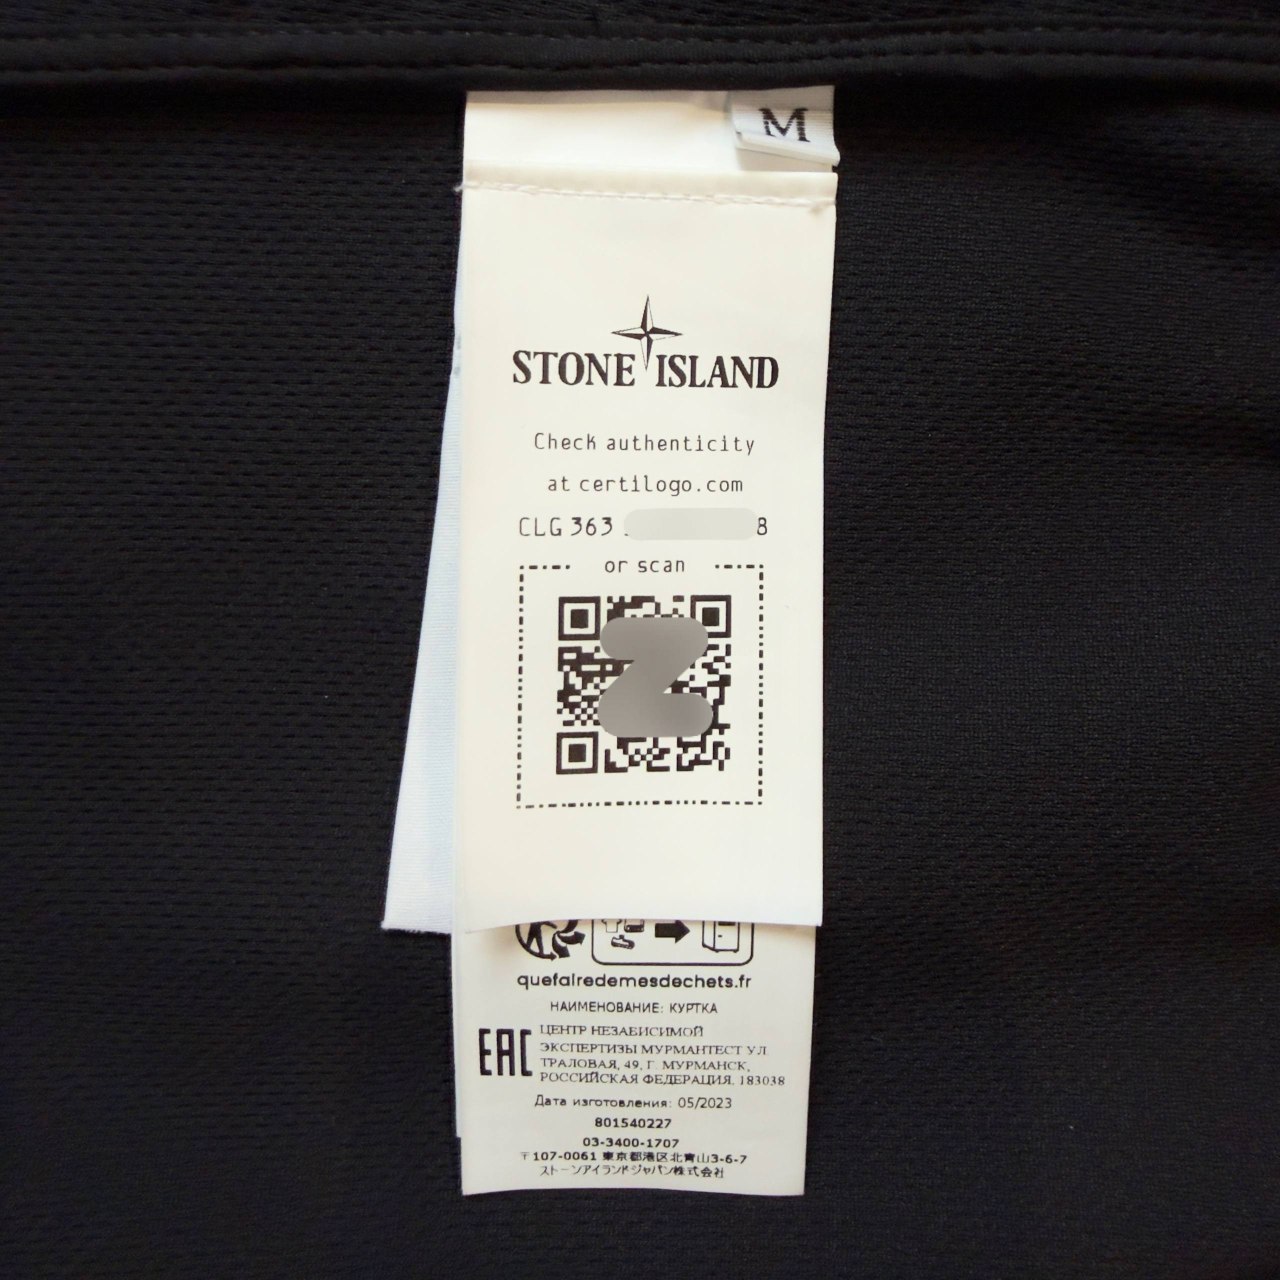 M
STONE ISLAND
Check authenticity
at certilogo.com
CLG 363 8
or scan
quefairedemesdechets.fr
НАИМЕНОВАНИЕ: КУРТКА
EAC
ЦЕНТР НЕЗАБИСИМОЙ
ЭКСПЕРТИЗЫ МУРМАНТЕСТ УЛ
ТРАЛОВАЯ, 49, Г. МУРМАНСК,
РОССИЙСКАЯ ФЕДЕРАЦИЯ. 183038
Дата изготовления: 05/2023
801540227
03-3400-1707
〒107-0061 東京都港区北青山3-6-7
ストーンアイランドジャパン株式会社